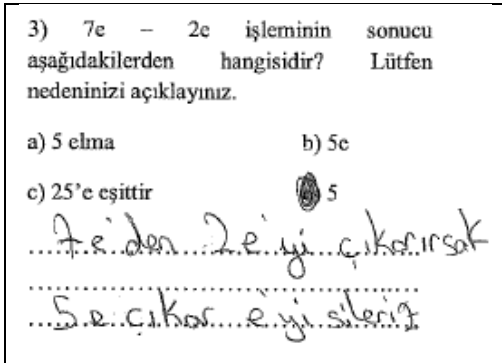 3) 7e – 2e işleminin sonucu
aşağıdakilerden hangisidir? Lütfen
nedeninizi açıklayınız.
a) 5 elma b) 5e
c) 25'e eşittir 5
7 e'den 2e'yi çıkarırsak
5e çıkar e'yi sileriz